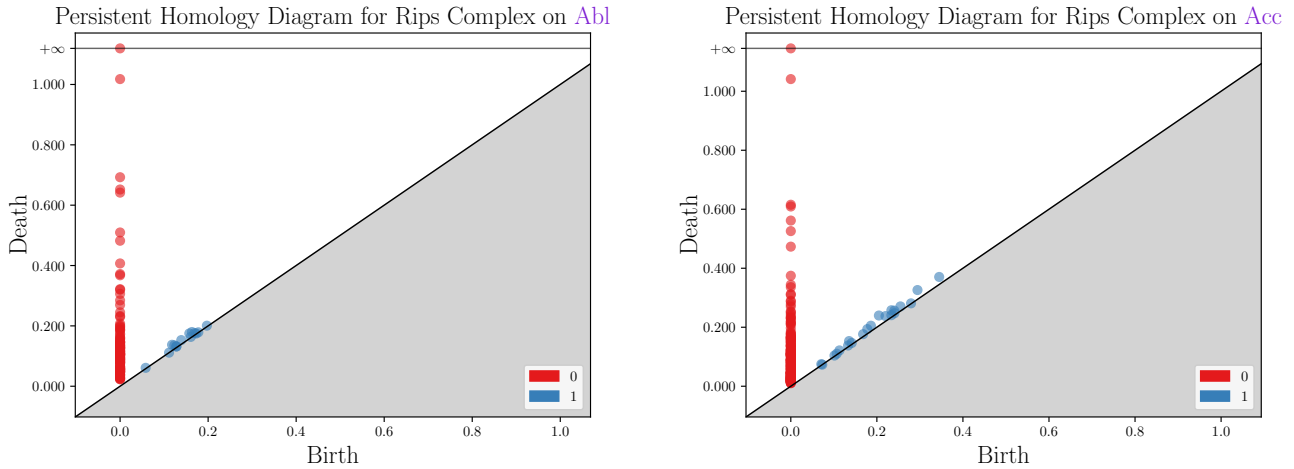 Persistent Homology Diagram for Rips Complex on Abl
+∞
1.000
0.800
0.600
0.400
0.200
0.000
Death
0.0 0.2 0.4 0.6 0.8 1.0
Birth
0
1
Persistent Homology Diagram for Rips Complex on Acc
+∞
1.000
0.800
0.600
0.400
0.200
0.000
Death
0.0 0.2 0.4 0.6 0.8 1.0
Birth
0
1